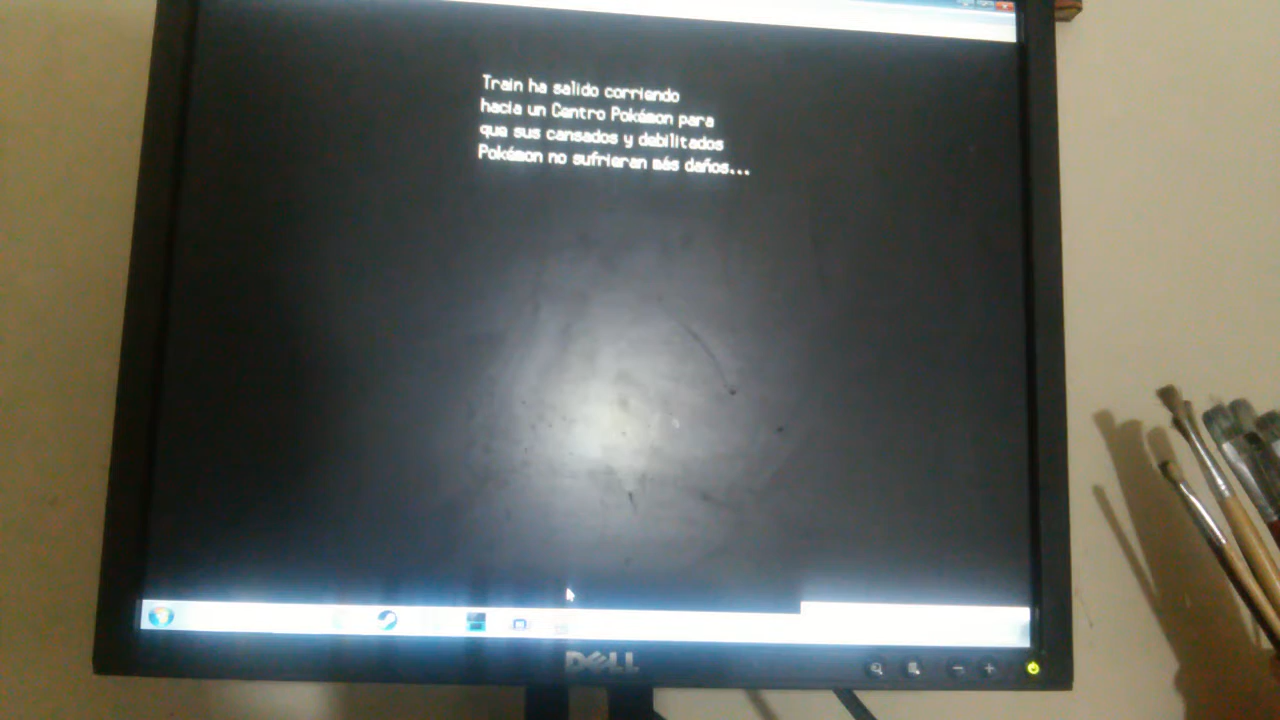 Train ha salido corriendo
hacia un Centro Pokémon para
que sus cansados y debilitados
Pokémon no sufrieran más daños...
DELL